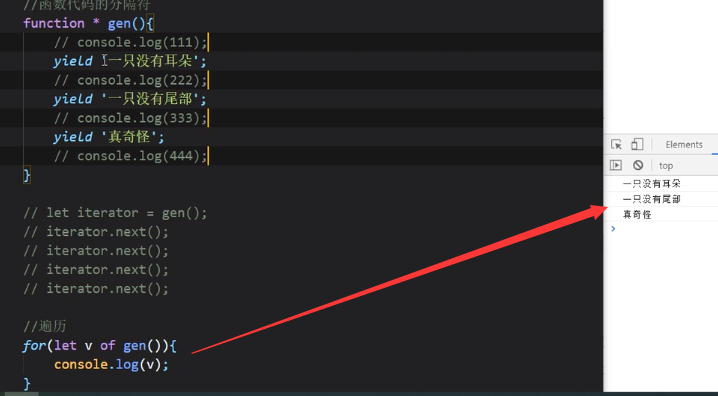 //函数代码的分隔符
function * gen(){
// console.log(111);
yield '一只没有耳朵';
// console.log(222);
yield '一只没有尾部';
// console.log(333);
yield '真奇怪';
// console.log(444);
}
// let iterator = gen();
// iterator.next();
// iterator.next();
// iterator.next();
// iterator.next();
//遍历
for(let v of gen()){
console.log(v);
}
Elements
top
一只没有耳朵
一只没有尾部
真奇怪